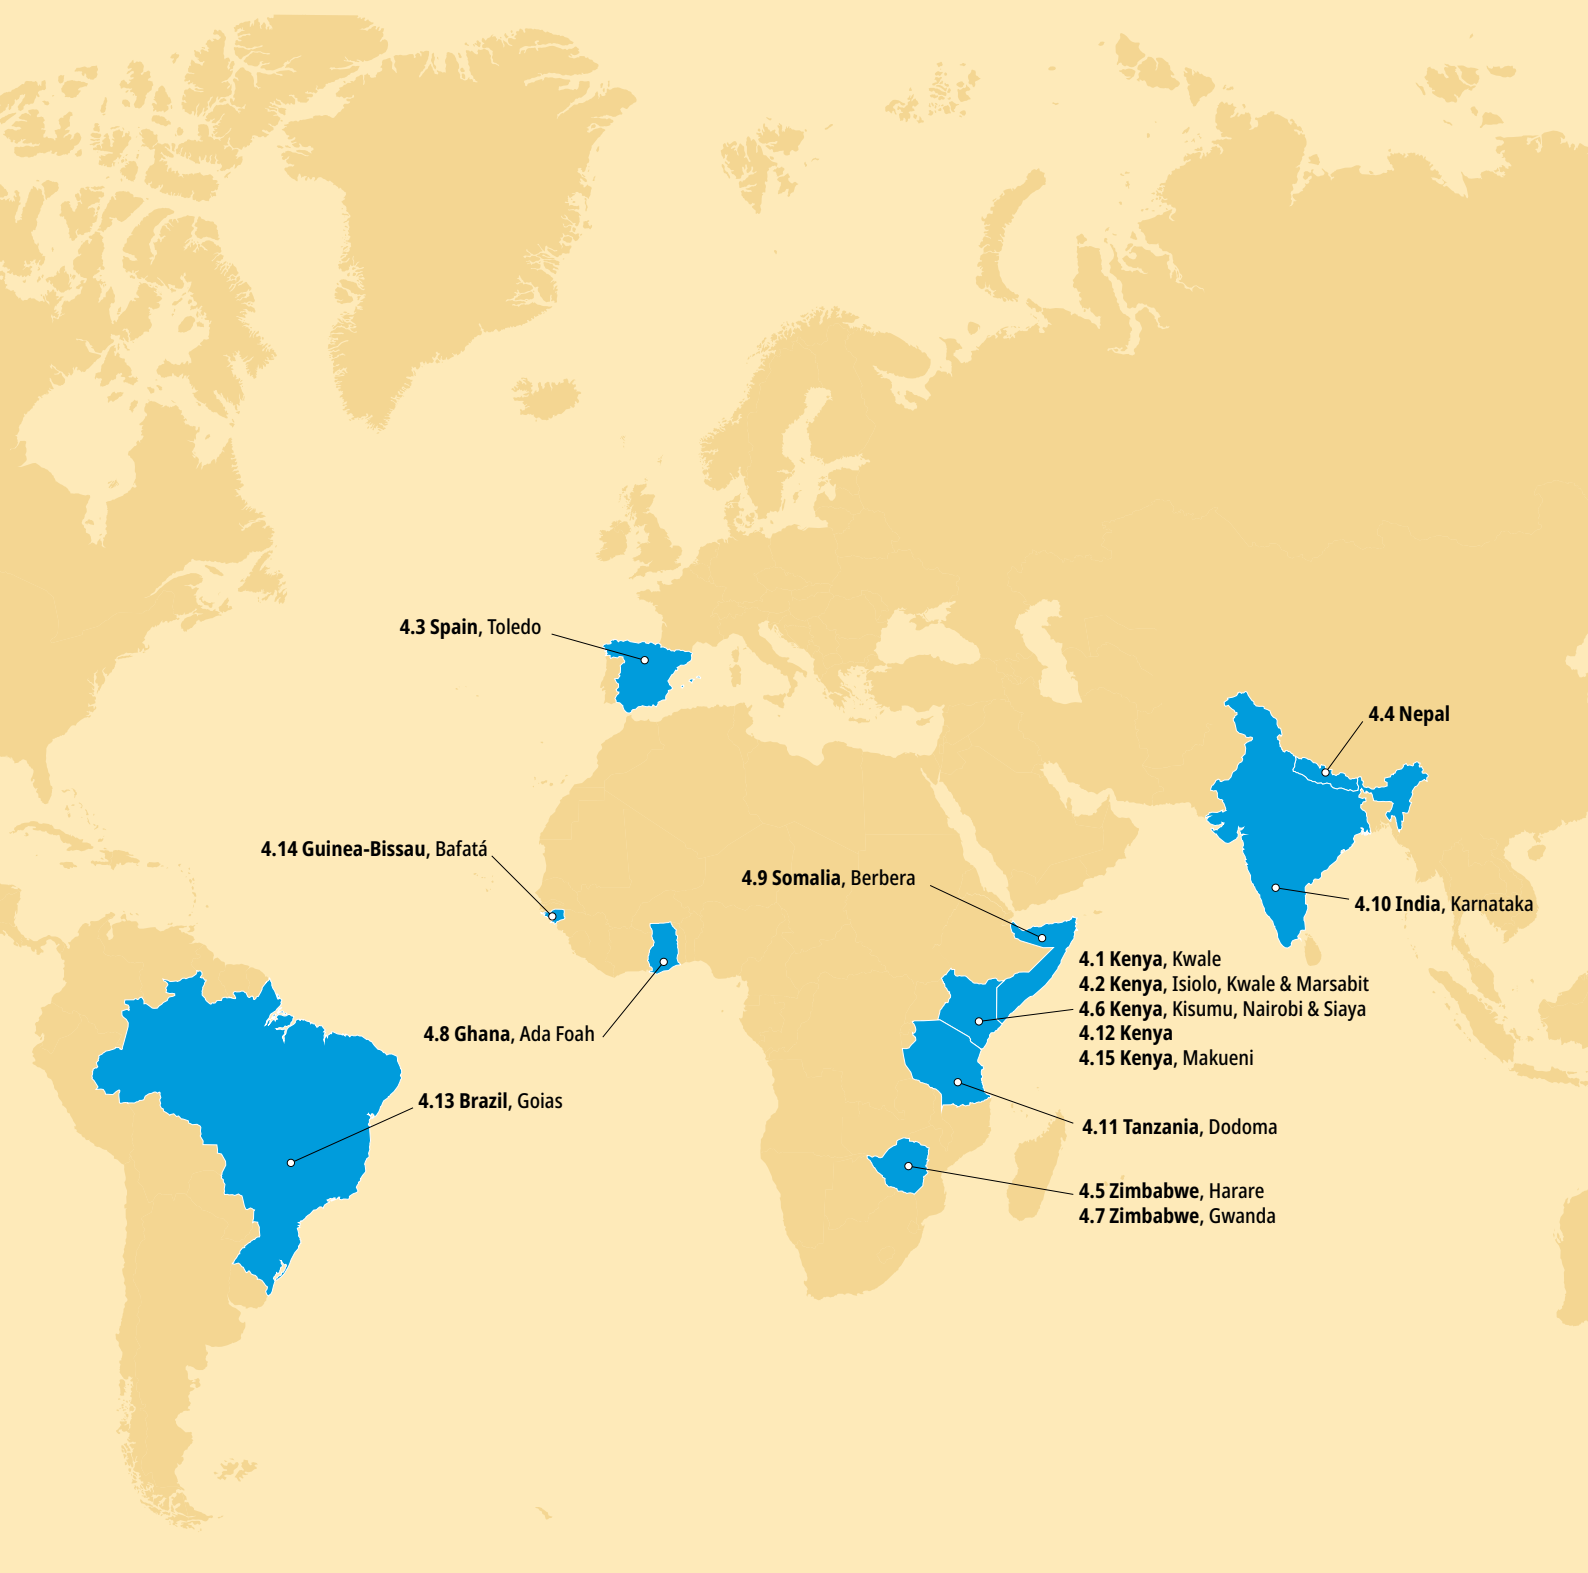 4.3 Spain, Toledo
4.4 Nepal
4.14 Guinea-Bissau, Bafatá
4.9 Somalia, Berbera
4.10 India, Karnataka
4.1 Kenya, Kwale
4.2 Kenya, Isiolo, Kwale & Marsabit
4.6 Kenya, Kisumu, Nairobi & Siaya
4.12 Kenya
4.15 Kenya, Makueni
4.8 Ghana, Ada Foah
4.13 Brazil, Goias
4.11 Tanzania, Dodoma
4.5 Zimbabwe, Harare
4.7 Zimbabwe, Gwanda